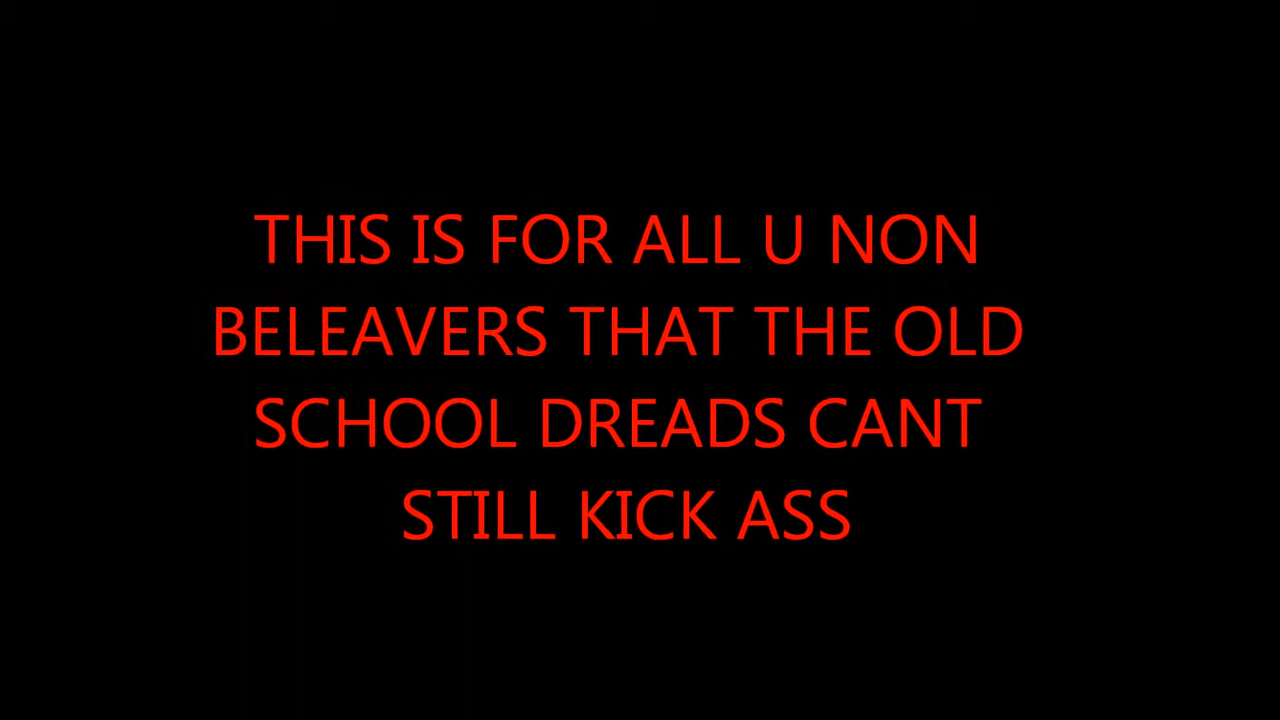 THIS IS FOR ALL U NON
BELEAVERS THAT THE OLD
SCHOOL DREADS CANT
STILL KICK ASS